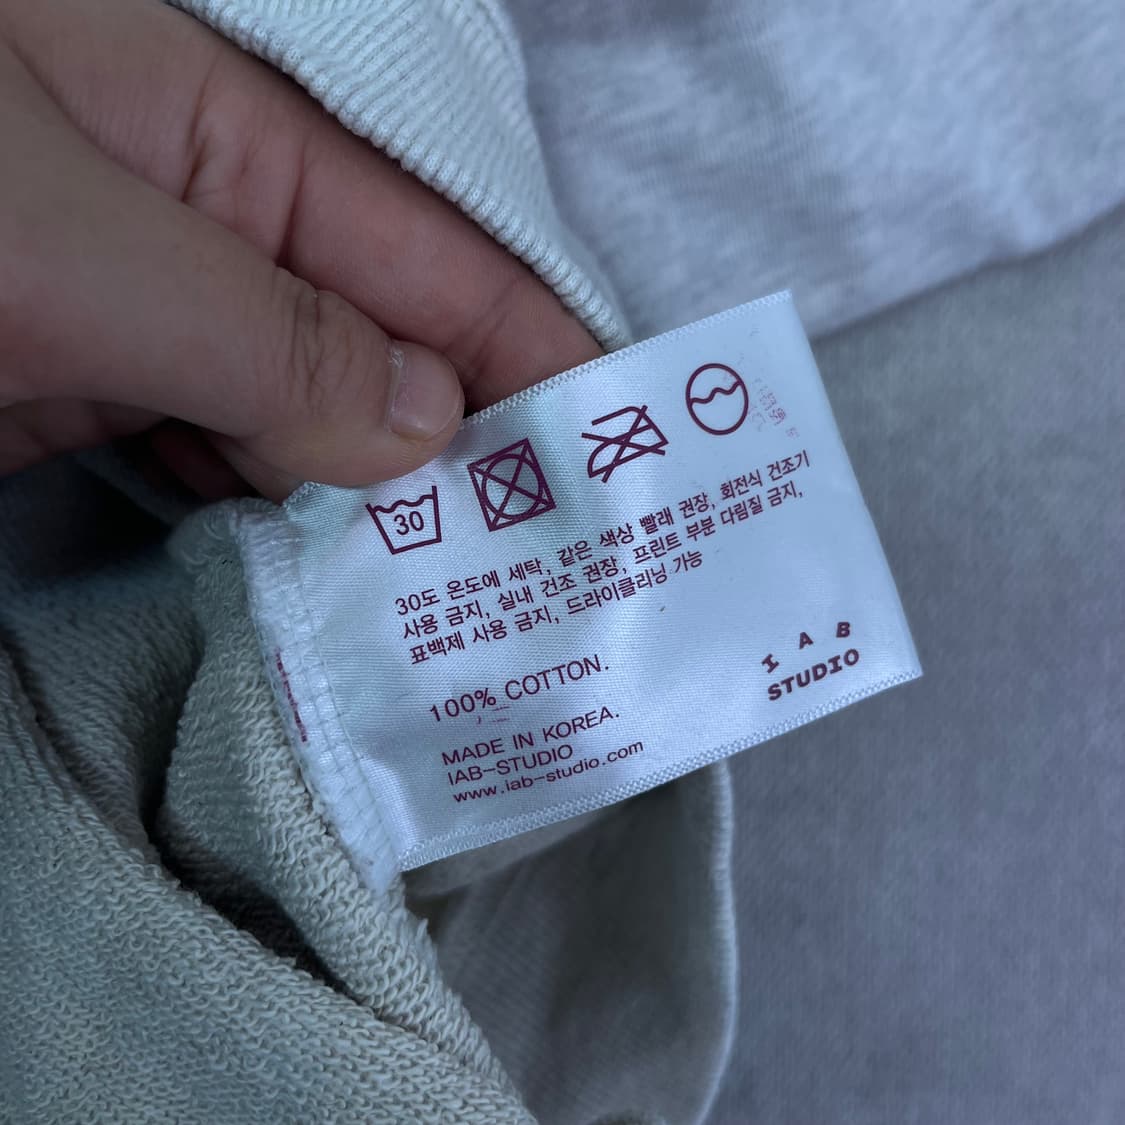 30
30도 온도에 세탁, 같은 색상 빨래 권장, 회전식 건조기
사용 금지, 실내 건조 권장, 프린트 부분 다림질 금지,
표백제 사용 금지, 드라이클리닝 가능
100% COTTON.
MADE IN KOREA.
IAB-STUDIO
www.iab-studio.com
I A B
STUDIO